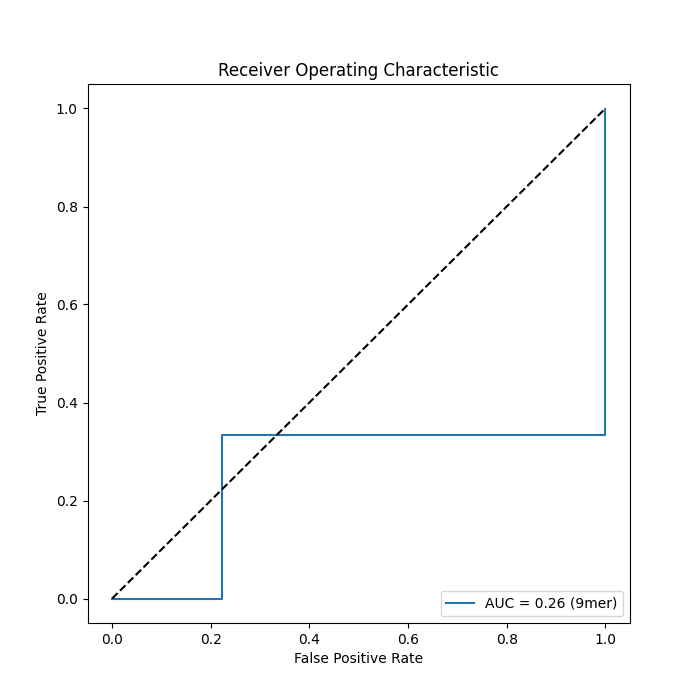 Receiver Operating Characteristic
1.0
0.8
0.6
0.4
0.2
0.0
True Positive Rate
AUC = 0.26 (9mer)
0.0 0.2 0.4 0.6 0.8 1.0
False Positive Rate